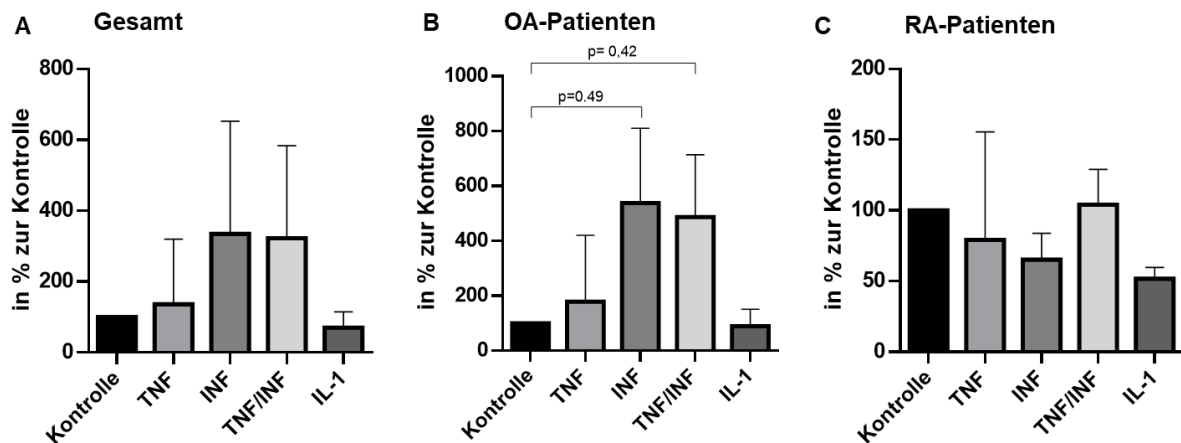 A Gesamt
in % zur Kontrolle
800
600
400
200
0
Kontrolle
TNF
INF
TNF/INF
IL-1
B OA-Patienten
in % zur Kontrolle
1000
800
600
400
200
0
p= 0,42
p=0.49
Kontrolle
TNF
INF
TNF/INF
IL-1
C RA-Patienten
in % zur Kontrolle
200
150
100
50
0
Kontrolle
TNF
INF
TNF/INF
IL-1